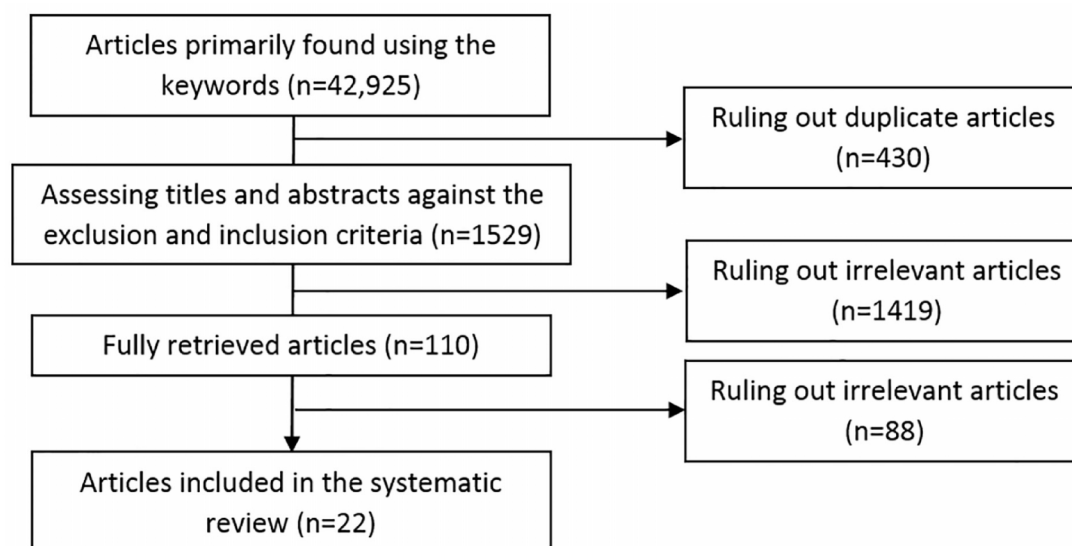 Articles primarily found using the
keywords (n=42,925)
Ruling out duplicate articles
(n=430)
Assessing titles and abstracts against the
exclusion and inclusion criteria (n=1529)
Ruling out irrelevant articles
(n=1419)
Fully retrieved articles (n=110)
Ruling out irrelevant articles
(n=88)
Articles included in the systematic
review (n=22)